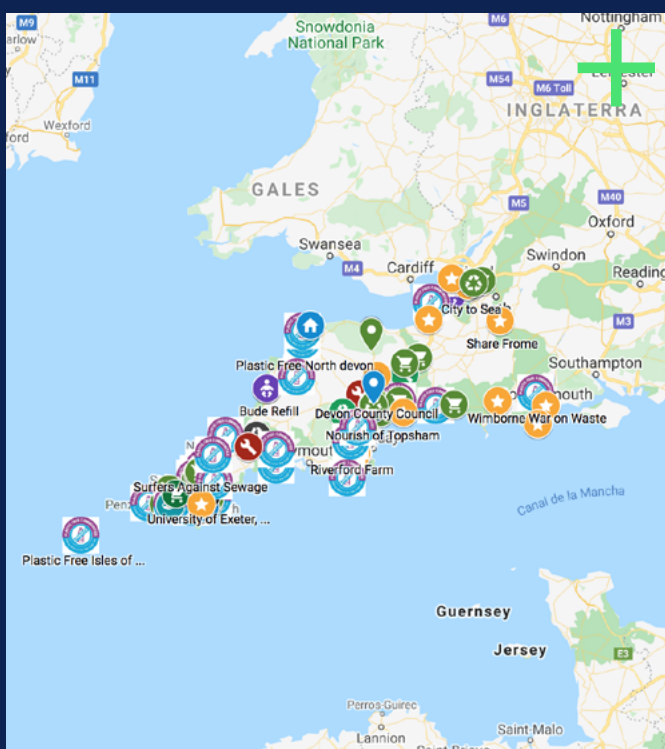 M9
Snowdonia
National Park
M6
Nottingham
M11
M54
M6 Toll
Leicester
Wexford
INGLATERRA
GALES
M5
M40
Oxford
Swansea
M4
Cardiff
Swindon
Reading
City to Sea
M3
Share Frome
Southampton
Plastic Free North devon
Bude Refill
Devon County Council
Wimborne War on Waste
Nourish of Topsham
Riverford Farm
Surfers Against Sewage
University of Exeter, ...
Canal de la Mancha
Plastic Free Isles of ...
Guernsey
Jersey
E3
Perros-Guirec
Lannion
Saint-Malo